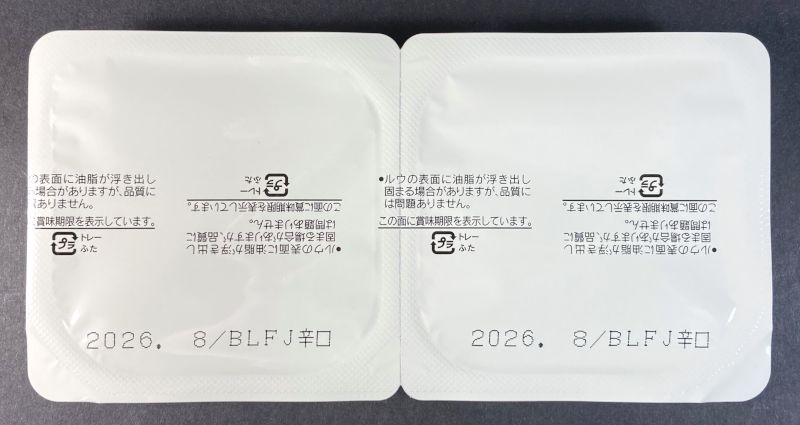 の表面に油脂が浮き出し
場合がありますが、品質に
ありません。
賞味期限を表示しています。
プラ
トレー
ふた
●ルウの表面に油脂が浮き出し
固まる場合がありますが、品質に
は問題ありません。
この面に賞味期限を表示しています。
プラ
トレー
ふた
2026. 8/BLFJ辛口
●ルウの表面に油脂が浮き出し
固まる場合がありますが、品質に
は問題ありません。
この面に賞味期限を表示しています。
プラ
トレー
ふた
●ルウの表面に油脂が浮き出し
固まる場合がありますが、品質に
は問題ありません。
この面に賞味期限を表示しています。
プラ
トレー
ふた
2026. 8/BLFJ辛口